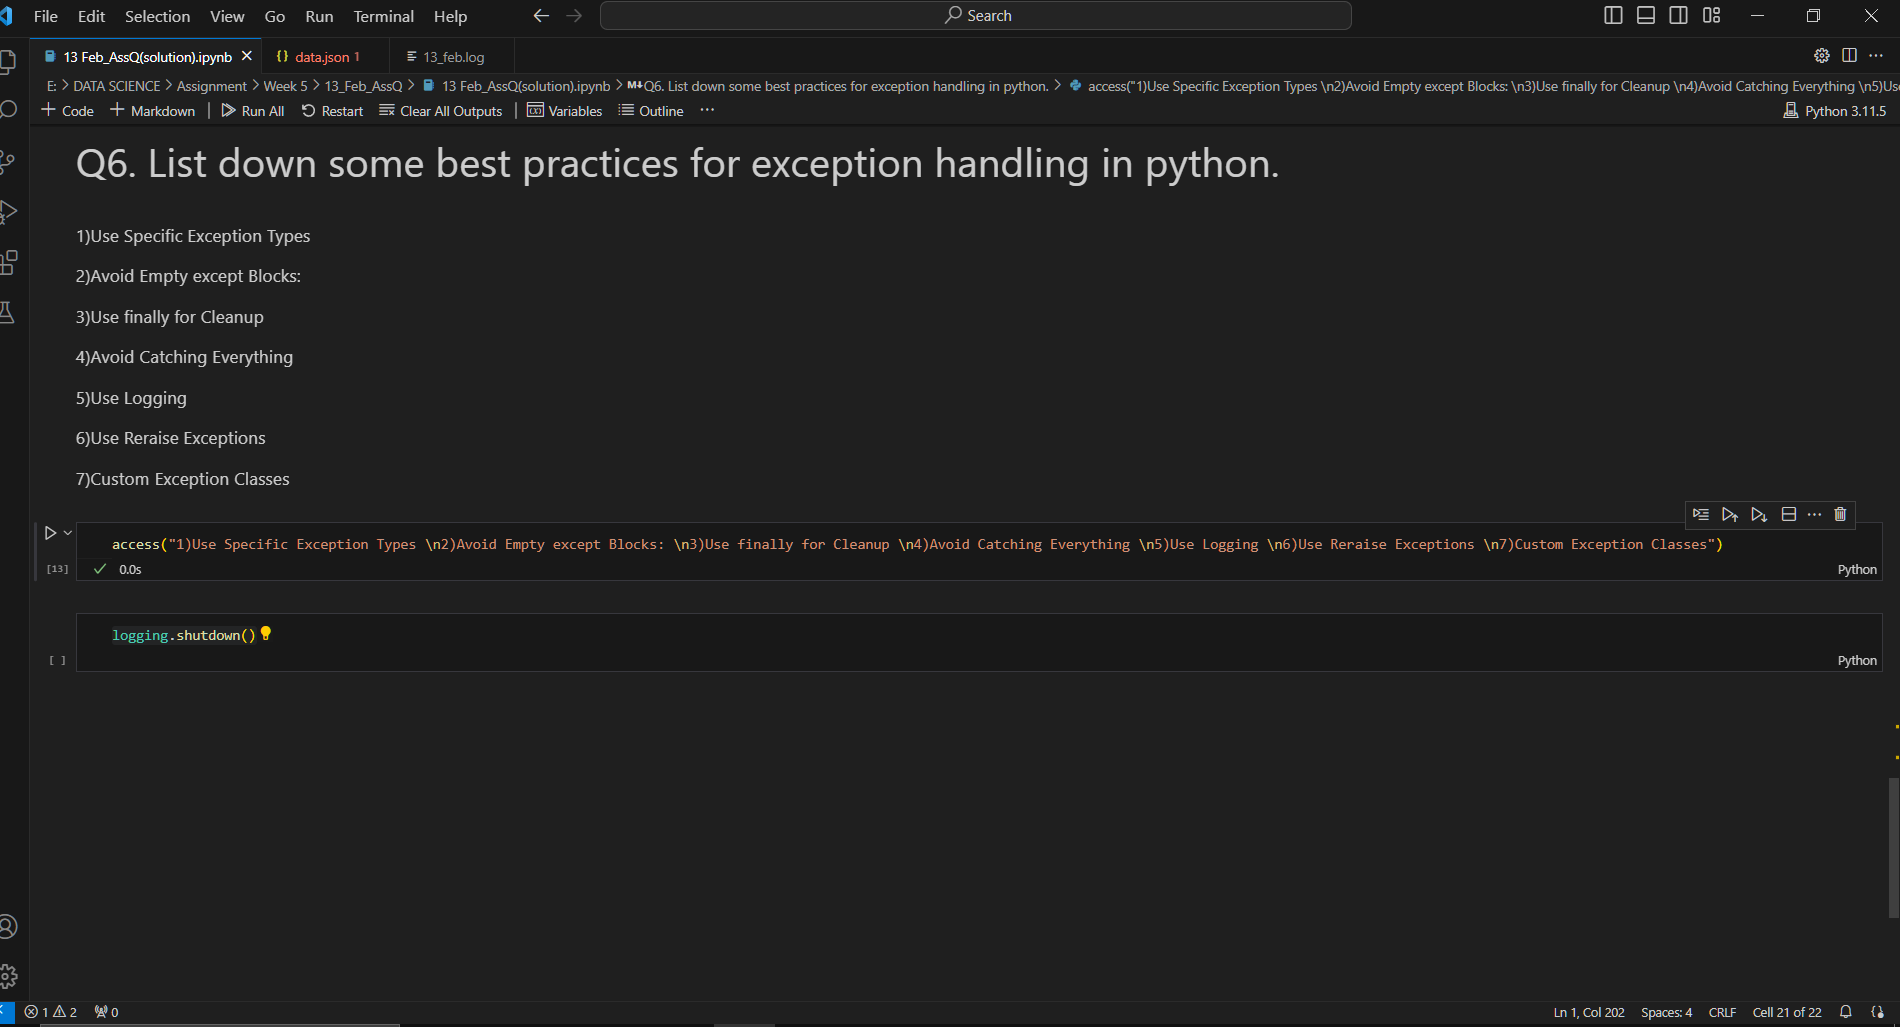 File Edit Selection View Go Run Terminal Help Search
13 Feb_AssQ(solution).ipynb data.json 1 13_feb.log
E: > DATA SCIENCE > Assignment > Week 5 > 13_Feb_AssQ > 13 Feb_AssQ(solution).ipynb > M↓Q6. List down some best practices for exception handling in python. > access("1)Use Specific Exception Types \n2)Avoid Empty except Blocks: \n3)Use finally for Cleanup \n4)Avoid Catching Everything \n5)Us
+ Code + Markdown | Run All Restart Clear All Outputs | Variables Outline ··· Python 3.11.5
Q6. List down some best practices for exception handling in python.
1)Use Specific Exception Types
2)Avoid Empty except Blocks:
3)Use finally for Cleanup
4)Avoid Catching Everything
5)Use Logging
6)Use Reraise Exceptions
7)Custom Exception Classes
access("1)Use Specific Exception Types \n2)Avoid Empty except Blocks: \n3)Use finally for Cleanup \n4)Avoid Catching Everything \n5)Use Logging \n6)Use Reraise Exceptions \n7)Custom Exception Classes")
[13] ✓ 0.0s Python
logging.shutdown()
[ ] Python
1 2 0 Ln 1, Col 202 Spaces: 4 CRLF Cell 21 of 22